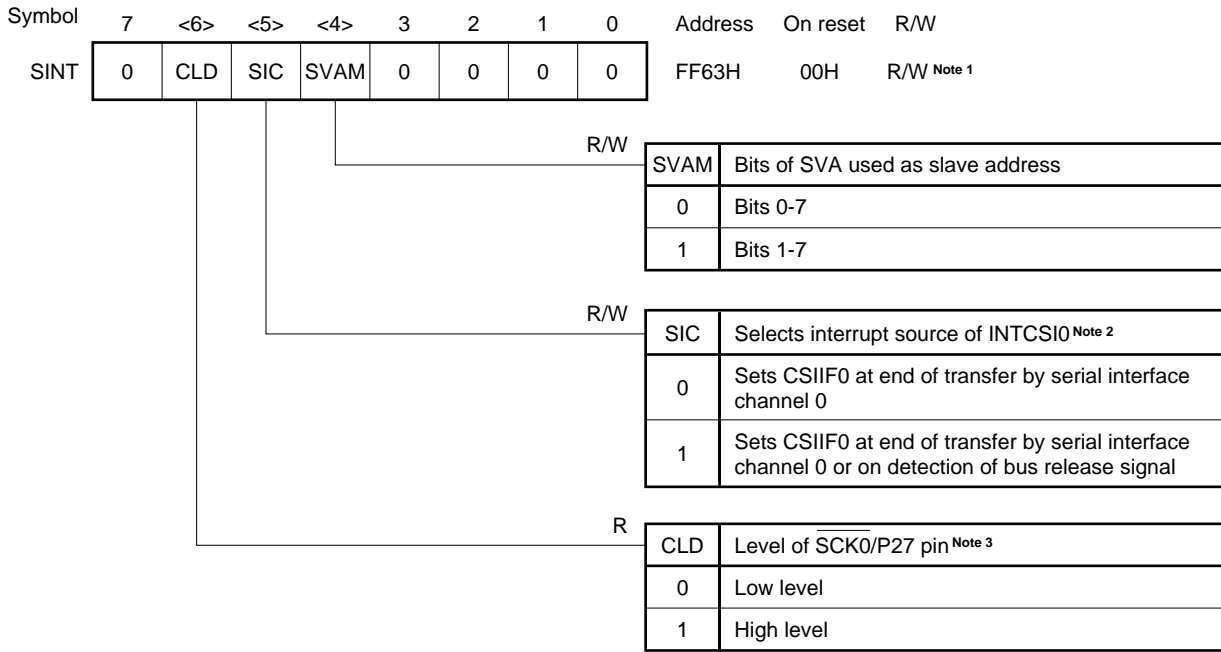 Symbol 7 <6> <5> <4> 3 2 1 0 Address On reset R/W
SINT 0 CLD SIC SVAM 0 0 0 0 FF63H 00H R/W Note 1
R/W
SVAM Bits of SVA used as slave address
0 Bits 0-7
1 Bits 1-7
R/W
SIC Selects interrupt source of INTCSI0 Note 2
0 Sets CSIIF0 at end of transfer by serial interface
channel 0
1 Sets CSIIF0 at end of transfer by serial interface
channel 0 or on detection of bus release signal
R
CLD Level of SCK0/P27 pin Note 3
0 Low level
1 High level